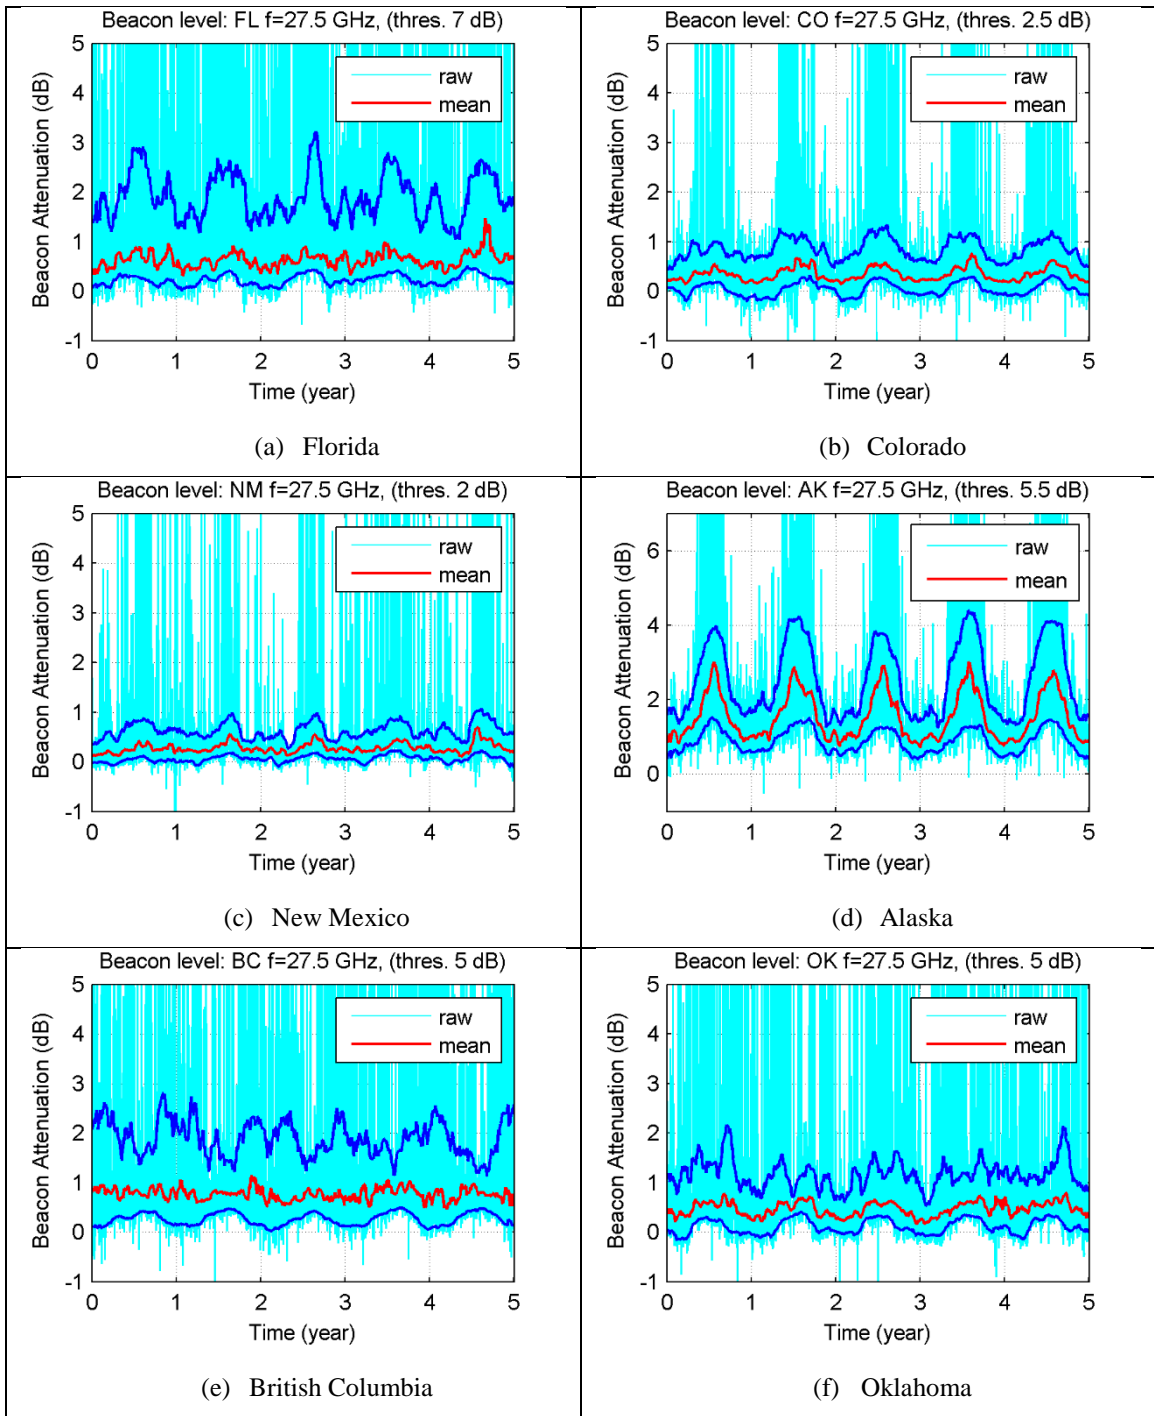 Beacon level: FL f=27.5 GHz, (thres. 7 dB)
5
4
3
2
1
0
-1
Beacon Attenuation (dB)
raw
mean
0 1 2 3 4 5
Time (year)
(a) Florida
Beacon level: CO f=27.5 GHz, (thres. 2.5 dB)
5
4
3
2
1
0
-1
Beacon Attenuation (dB)
raw
mean
0 1 2 3 4 5
Time (year)
(b) Colorado
Beacon level: NM f=27.5 GHz, (thres. 2 dB)
5
4
3
2
1
0
-1
Beacon Attenuation (dB)
raw
mean
0 1 2 3 4 5
Time (year)
(c) New Mexico
Beacon level: AK f=27.5 GHz, (thres. 5.5 dB)
6
4
2
0
Beacon Attenuation (dB)
raw
mean
0 1 2 3 4 5
Time (year)
(d) Alaska
Beacon level: BC f=27.5 GHz, (thres. 5 dB)
5
4
3
2
1
0
-1
Beacon Attenuation (dB)
raw
mean
0 1 2 3 4 5
Time (year)
(e) British Columbia
Beacon level: OK f=27.5 GHz, (thres. 5 dB)
5
4
3
2
1
0
-1
Beacon Attenuation (dB)
raw
mean
0 1 2 3 4 5
Time (year)
(f) Oklahoma